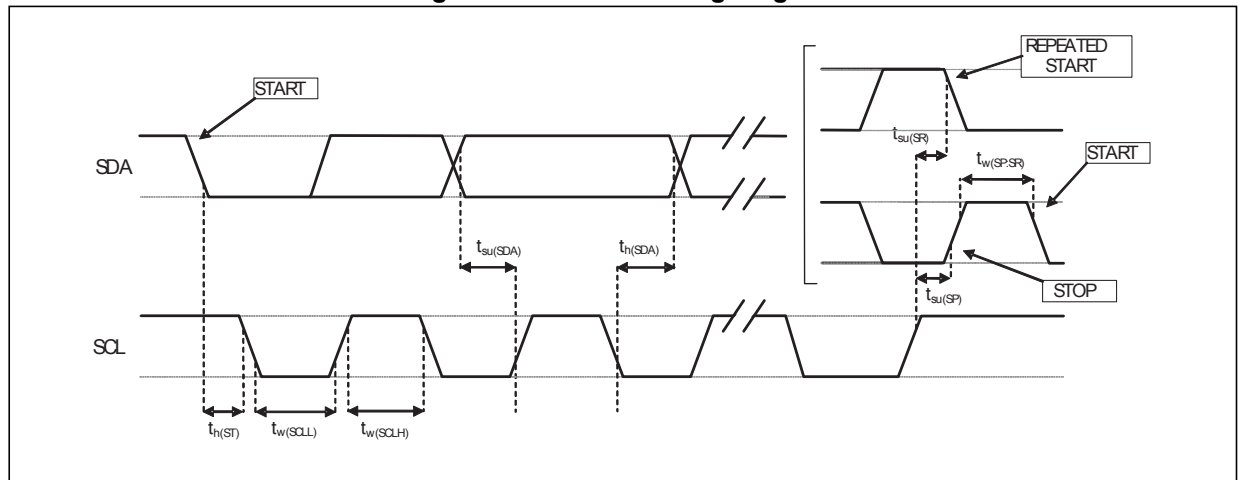 REPEATED
START
START
SDA
tsu(SR)
tw(SP:SR)
START
tsu(SDA)
th(SDA)
tsu(SP)
STOP
SCL
th(ST)
tw(SCLL)
tw(SCLH)